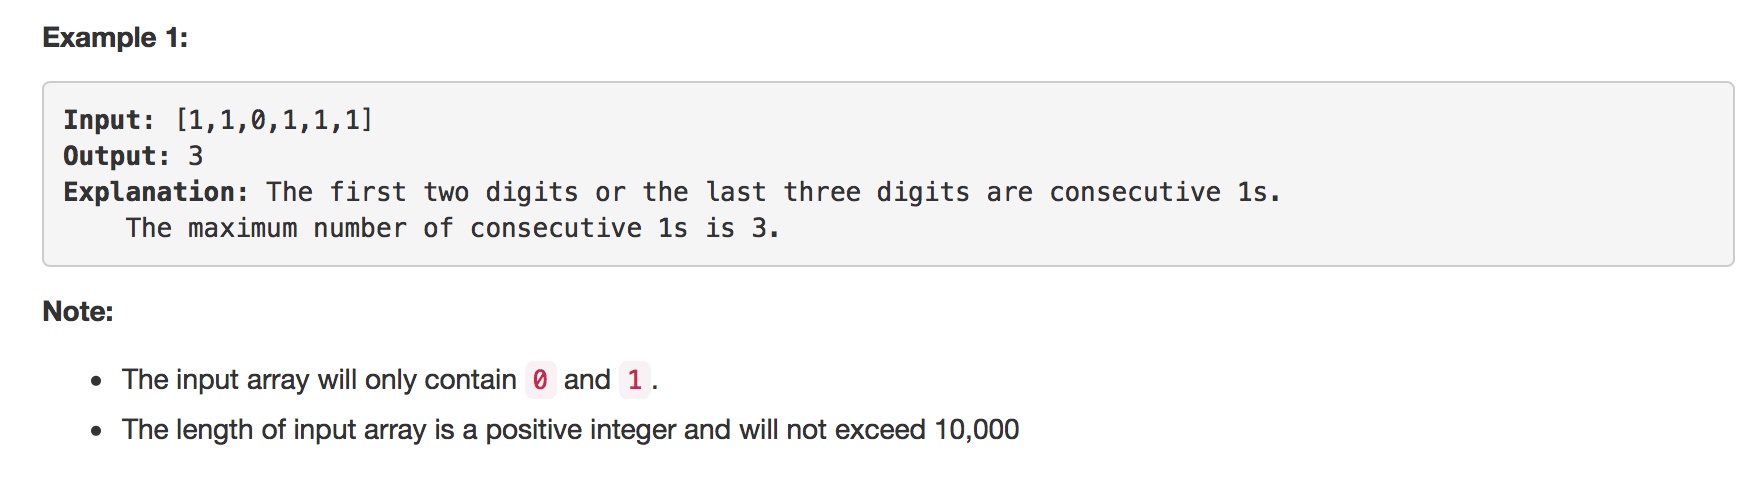 Example 1:
Input: [1,1,0,1,1,1]
Output: 3
Explanation: The first two digits or the last three digits are consecutive 1s.
The maximum number of consecutive 1s is 3.
Note:
• The input array will only contain 0 and 1.
• The length of input array is a positive integer and will not exceed 10,000